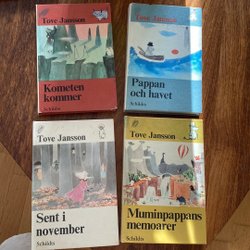 Tove Jansson
Kometen
kommer
Schildts
Tove Jansson
Pappan
och havet
Schildts
Tove Jansson
Sent i
november
Schildts
Tove Jansson
Muminpappans
memoarer
Schildts